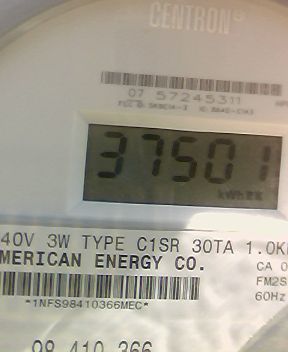 CENTRON®
07 57245311
37501
kWh
40V 3W TYPE C1SR 30TA 1.0K
MERICAN ENERGY CO.
CA 0
FM2S
60Hz
*1NFS98410366MEC*
98 410 366